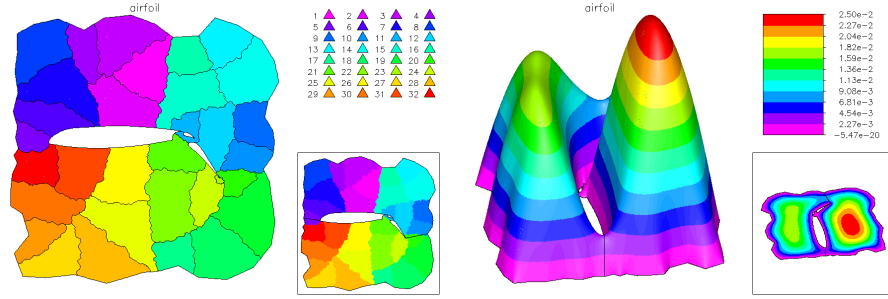 airfoil
1 2 3 4
5 6 7 8
9 10 11 12
13 14 15 16
17 18 19 20
21 22 23 24
25 26 27 28
29 30 31 32
airfoil
2.50e-2
2.27e-2
2.04e-2
1.82e-2
1.59e-2
1.36e-2
1.13e-2
9.08e-3
6.81e-3
4.54e-3
2.27e-3
-5.47e-20